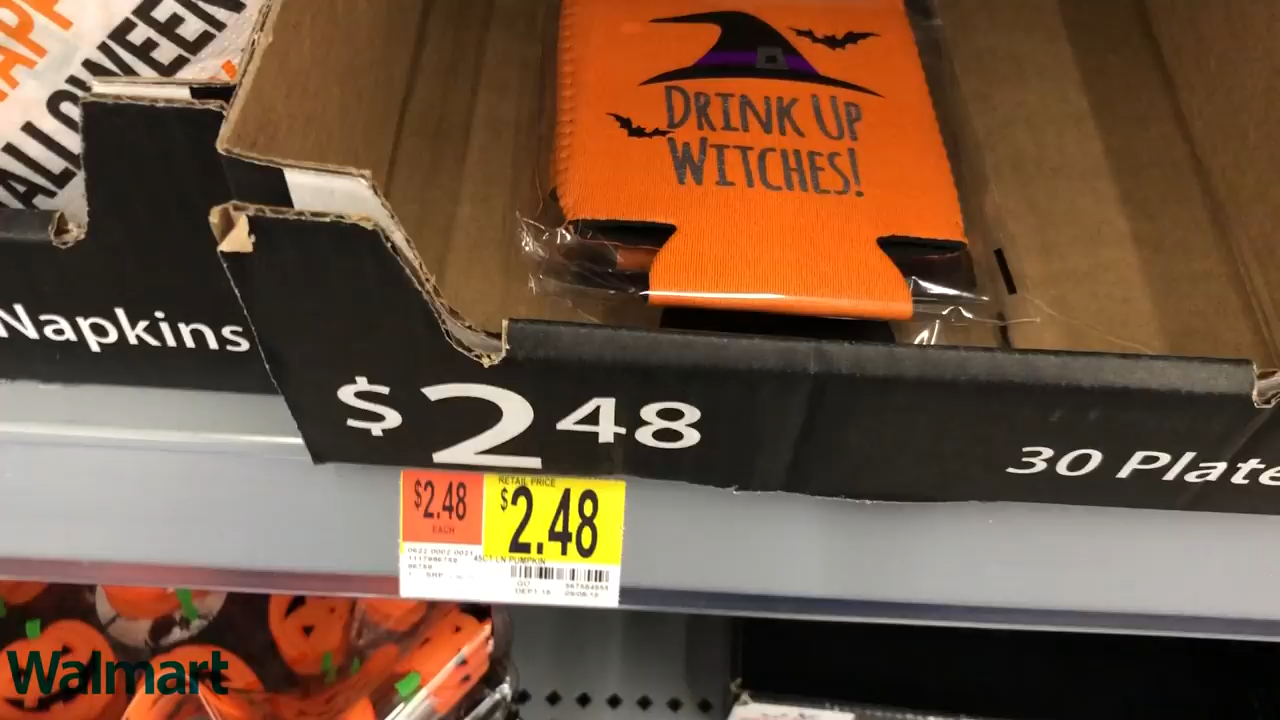 HAPPY
HALLOWEEN
DRINK UP
WITCHES!
Napkins
$2.48
30 Plate
$2.48
EACH
RETAIL PRICE
$2.48
45CT LN PUMPKIN
Walmart